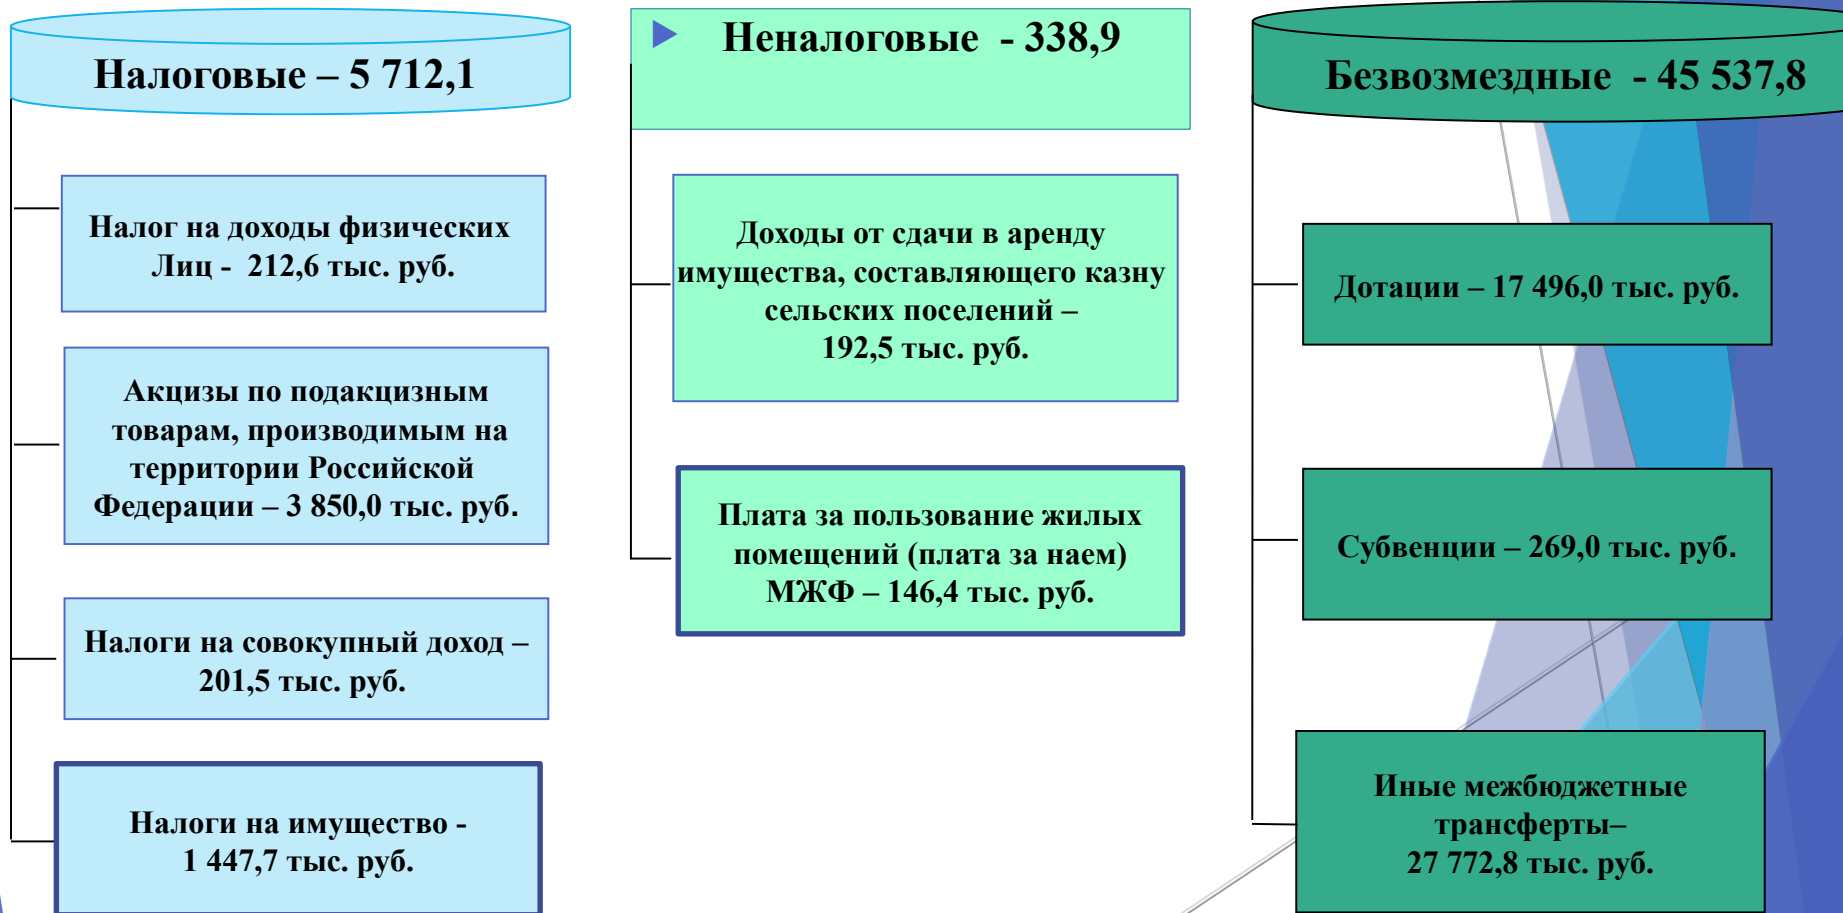 Налоговые – 5 712,1
Налог на доходы физических
Лиц -  212,6 тыс. руб.
Акцизы по подакцизным
товарам, производимым на
территории Российской
Федерации – 3 850,0 тыс. руб.
Налоги на совокупный доход –
201,5 тыс. руб.
Налоги на имущество -
1 447,7 тыс. руб.
Неналоговые  - 338,9
Доходы от сдачи в аренду
имущества, составляющего казну
сельских поселений –
192,5 тыс. руб.
Плата за пользование жилых
помещений (плата за наем)
МЖФ – 146,4 тыс. руб.
Безвозмездные  - 45 537,8
Дотации – 17 496,0 тыс. руб.
Субвенции – 269,0 тыс. руб.
Иные межбюджетные
трансферты–
27 772,8 тыс. руб.